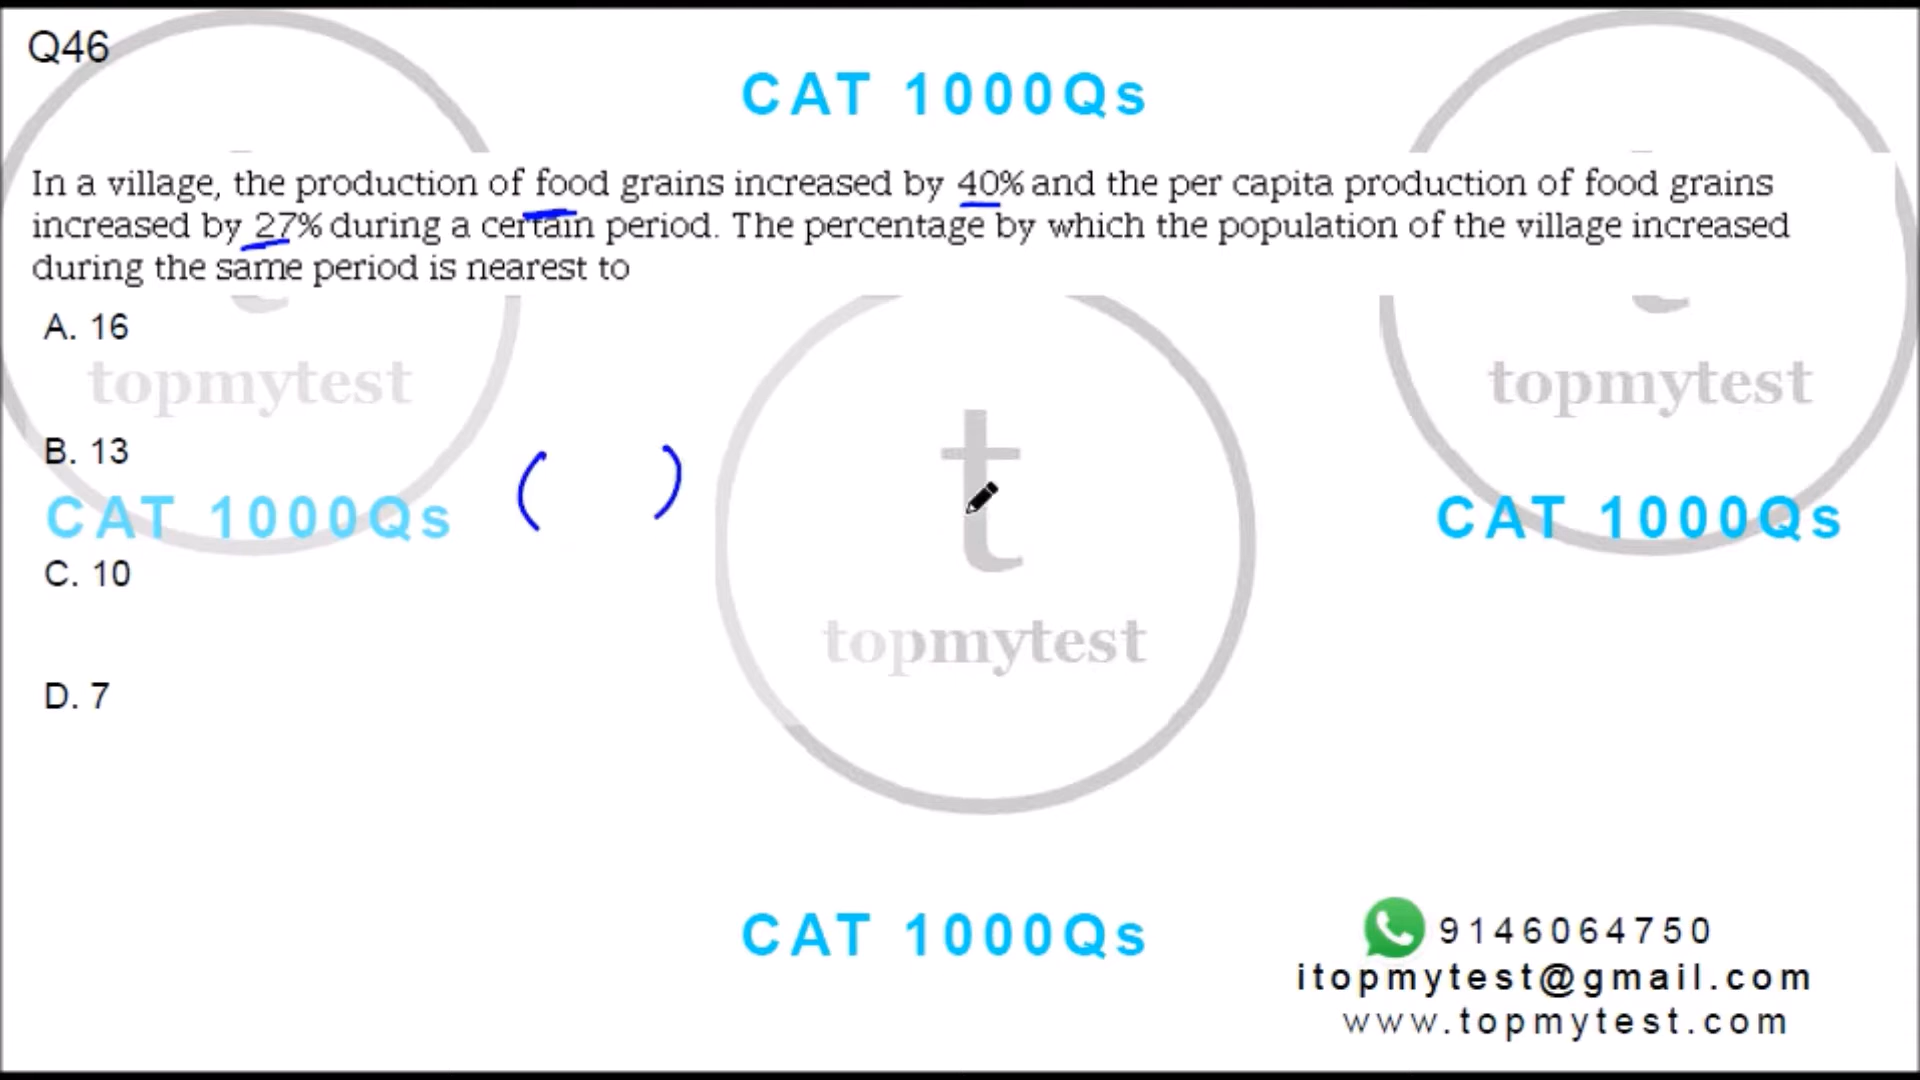 Q46
CAT 1000Qs
In a village, the production of food grains increased by 40% and the per capita production of food grains
increased by 27% during a certain period. The percentage by which the population of the village increased
during the same period is nearest to
A. 16
topmytest
topmytest
B. 13
( )
CAT 1000Qs
CAT 1000Qs
t
C. 10
topmytest
D. 7
CAT 1000Qs
9146064750
itopmytest@gmail.com
www.topmytest.com